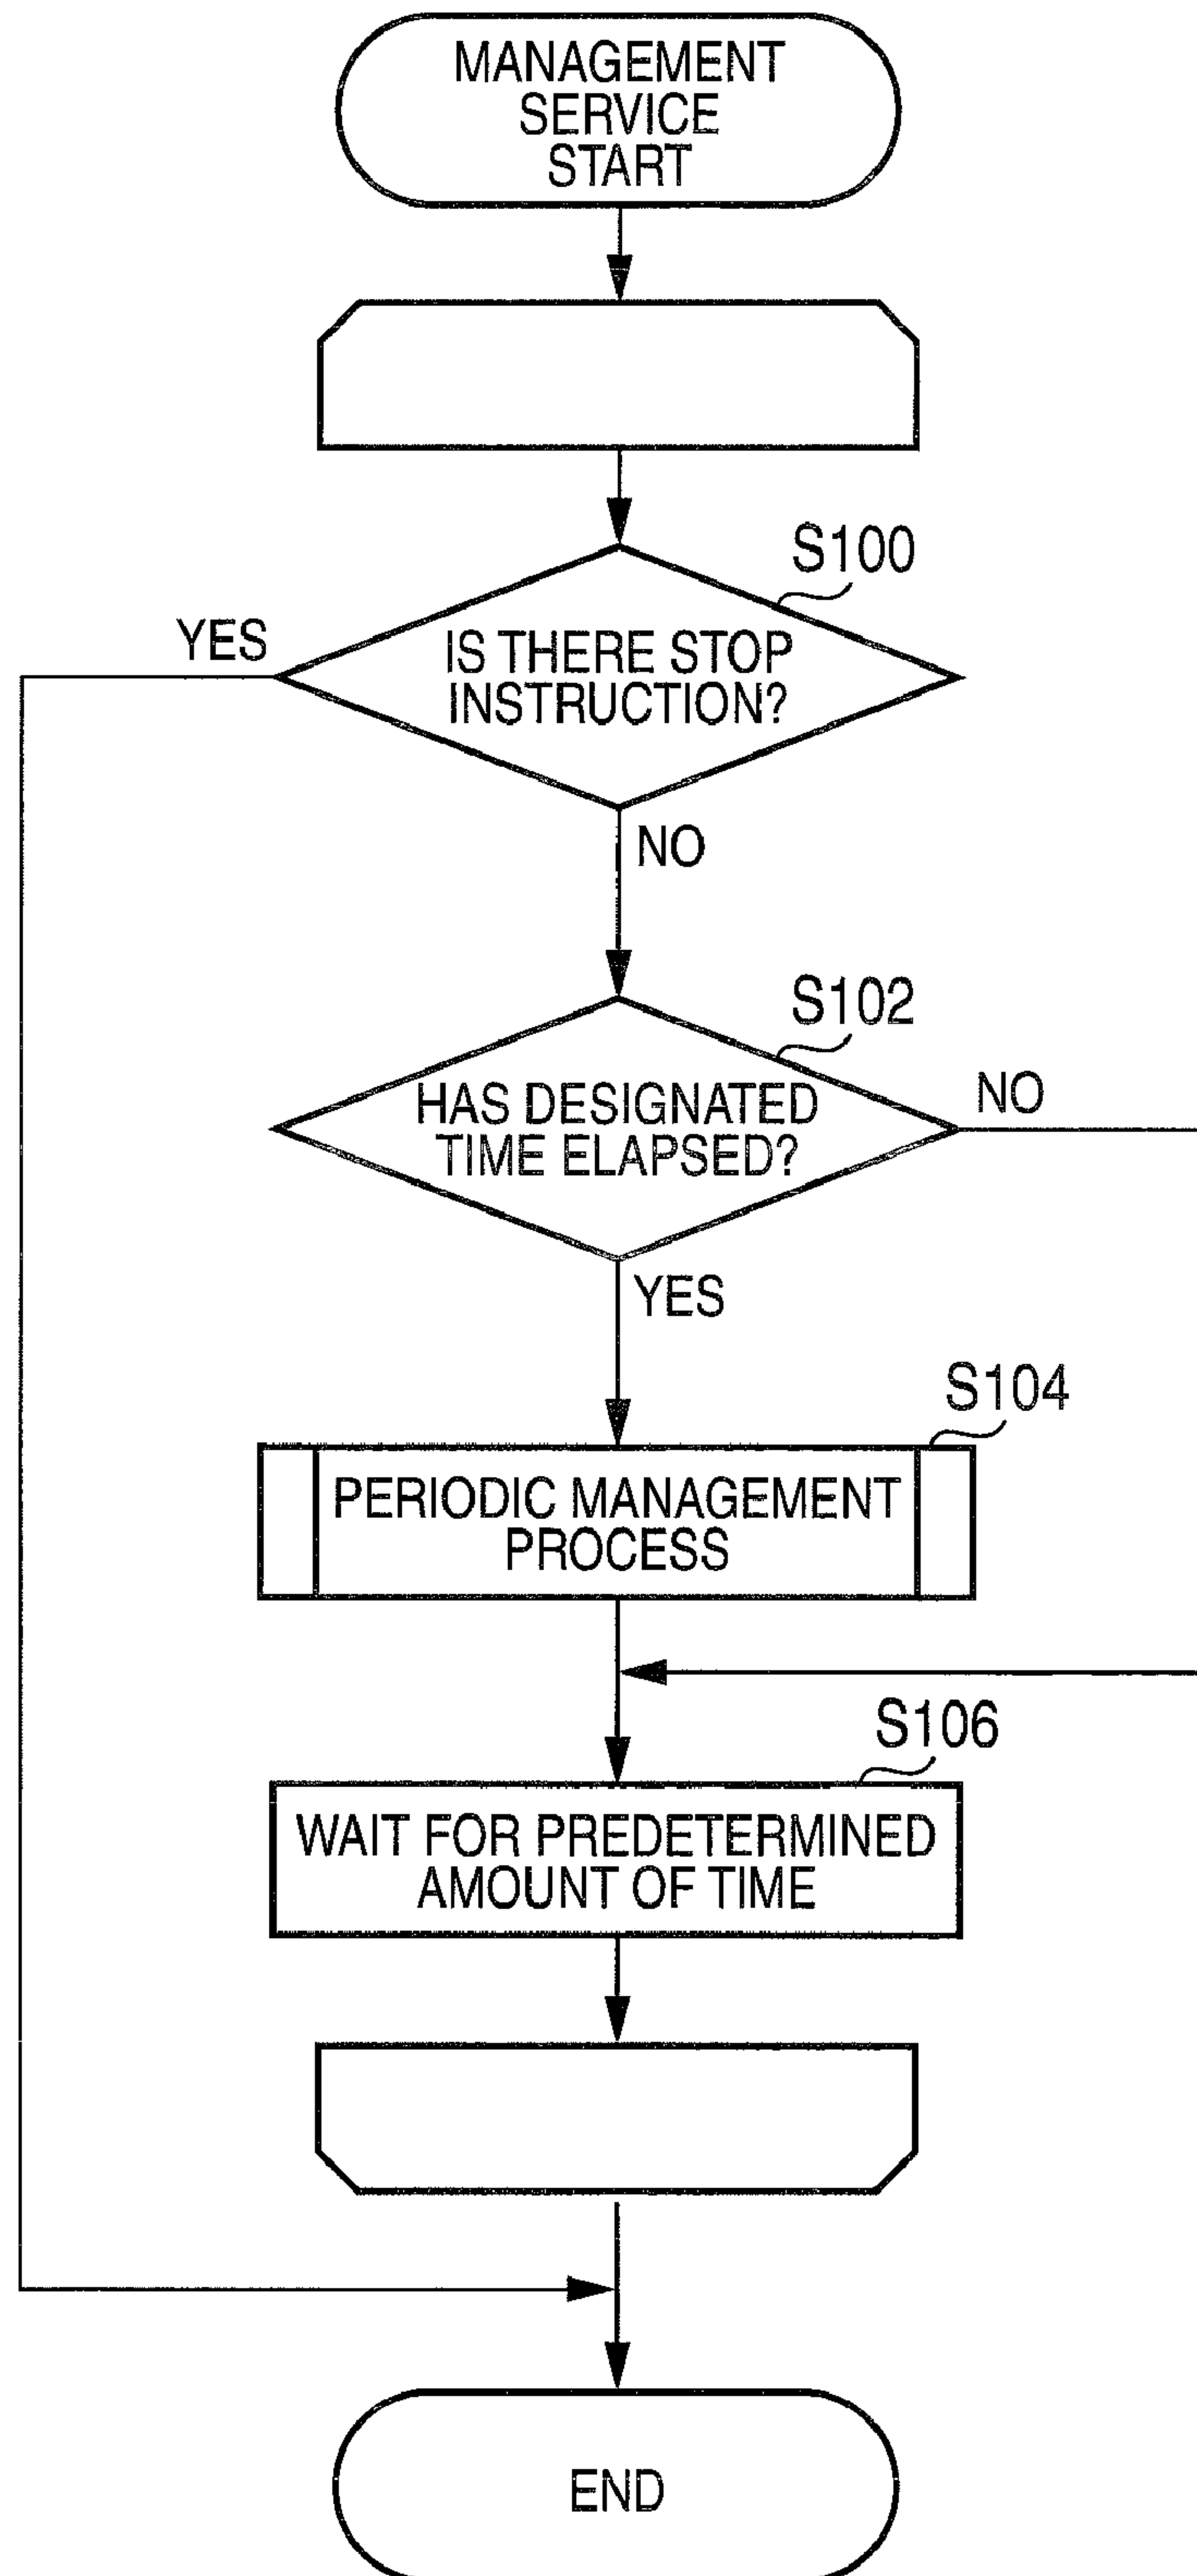 MANAGEMENT
SERVICE
START
S100
YES
IS THERE STOP
INSTRUCTION?
NO
S102
HAS DESIGNATED
TIME ELAPSED?
NO
YES
S104
PERIODIC MANAGEMENT
PROCESS
S106
WAIT FOR PREDETERMINED
AMOUNT OF TIME
END